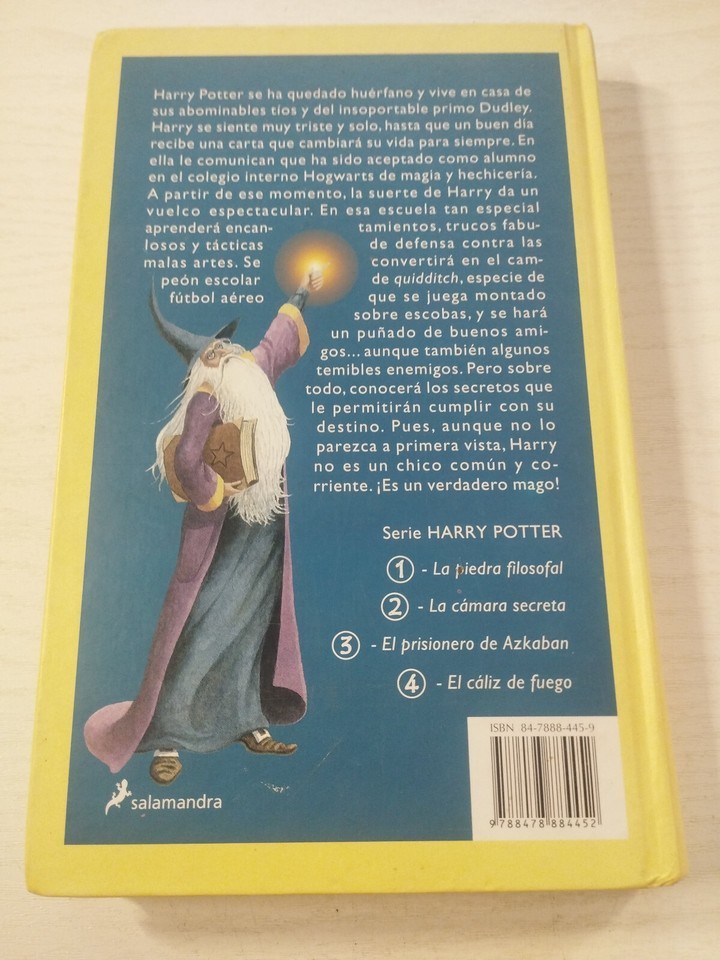 Harry Potter se ha quedado huérfano y vive en casa de
sus abominables tíos y del insoportable primo Dudley.
Harry se siente muy triste y solo, hasta que un buen día
recibe una carta que cambiará su vida para siempre. En
ella le comunican que ha sido aceptado como alumno
en el colegio interno Hogwarts de magia y hechicería.
A partir de ese momento, la suerte de Harry da un
vuelco espectacular. En esa escuela tan especial
aprenderá encan- tamientos, trucos fabu-
losos y tácticas de defensa contra las
malas artes. Se convertirá en el cam-
peón escolar de quidditch, especie de
fútbol aéreo que se juega montado
sobre escobas, y se hará
un puñado de buenos ami-
gos... aunque también algunos
temibles enemigos. Pero sobre
todo, conocerá los secretos que
le permitirán cumplir con su
destino. Pues, aunque no lo
parezca a primera vista, Harry
no es un chico común y co-
rriente. ¡Es un verdadero mago!
Serie HARRY POTTER
1 - La piedra filosofal
2 - La cámara secreta
3 - El prisionero de Azkaban
4 - El cáliz de fuego
ISBN 84-7888-445-9
9 788478 884452
salamandra